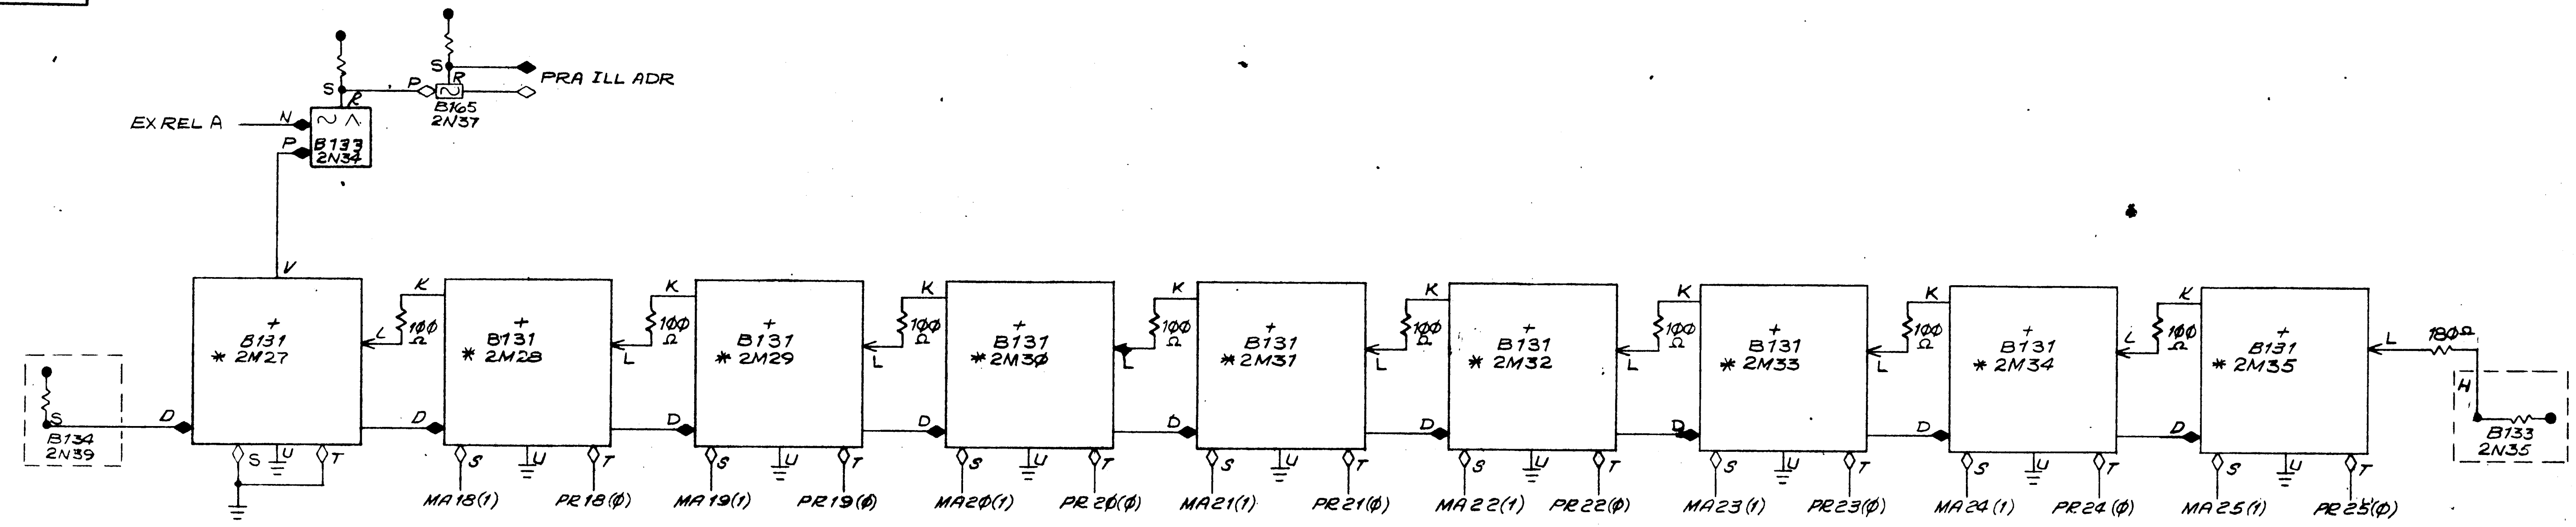 S
PRA ILL ADR
S P R
B165
2N37
R
EXREL A N ~ ∧
P B133
2N34
V
K K K K K K K K
+ + + + + + + + +
L 100 Ω L 100 Ω L 100 Ω L 100 Ω L 100 Ω L 100 Ω L 100 Ω L 100 Ω L 180Ω
B131 B131 B131 B131 B131 B131 B131 B131 B131
* 2M27 * 2M28 * 2M29 * 2M30 * 2M31 * 2M32 * 2M33 * 2M34 * 2M35
H
S D D D D D D D D D
B134
2N39
B133
2N35
S U T S U T S U T S U T S U T S U T S U T S U T S U T
MA18(1) PR18(0) MA19(1) PR19(0) MA20(1) PR20(0) MA21(1) PR21(0) MA22(1) PR22(0) MA23(1) PR23(0) MA24(1) PR24(0) MA25(1) PR25(0)